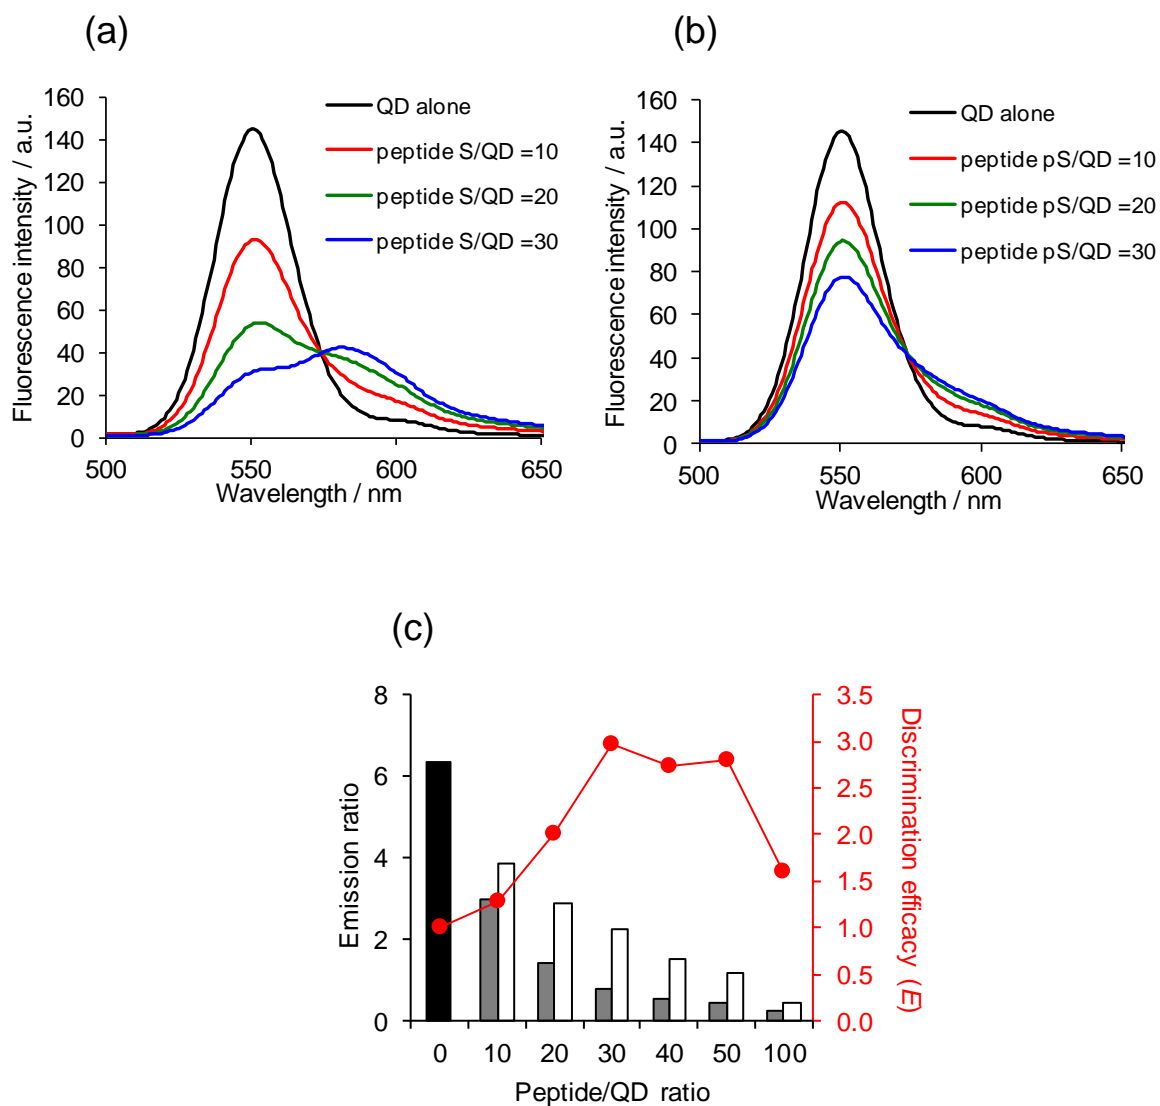 (a)
160
140
120
100
80
60
40
20
0
Fluorescence intensity / a.u.
QD alone
peptide S/QD =10
peptide S/QD =20
peptide S/QD =30
500 550 600 650
Wavelength / nm
(b)
160
140
120
100
80
60
40
20
0
Fluorescence intensity / a.u.
QD alone
peptide pS/QD =10
peptide pS/QD =20
peptide pS/QD =30
500 550 600 650
Wavelength / nm
(c)
8
6
4
2
0
Emission ratio
3.5
3.0
2.5
2.0
1.5
1.0
0.5
0.0
Discrimination efficacy (E)
0 10 20 30 40 50 100
Peptide/QD ratio